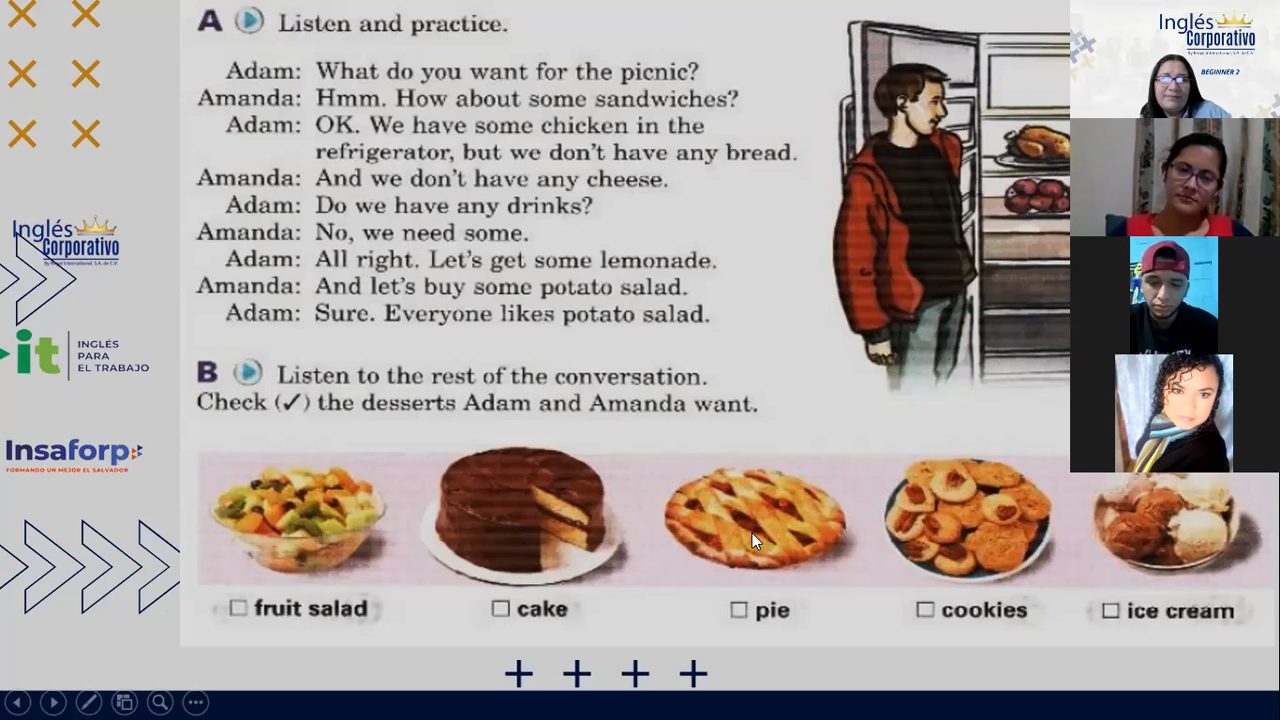 A Listen and practice.
Adam: What do you want for the picnic?
Amanda: Hmm. How about some sandwiches?
Adam: OK. We have some chicken in the
refrigerator, but we don't have any bread.
Amanda: And we don't have any cheese.
Adam: Do we have any drinks?
Amanda: No, we need some.
Adam: All right. Let's get some lemonade.
Amanda: And let's buy some potato salad.
Adam: Sure. Everyone likes potato salad.
B Listen to the rest of the conversation.
Check (✓) the desserts Adam and Amanda want.
fruit salad
cake
pie
cookies
ice cream
Inglés
Corporativo
it
INGLÉS
PARA
EL TRABAJO
Insaforp
FORMANDO UN MEJOR EL SALVADOR
Inglés
Corporativo
BEGINNER 2